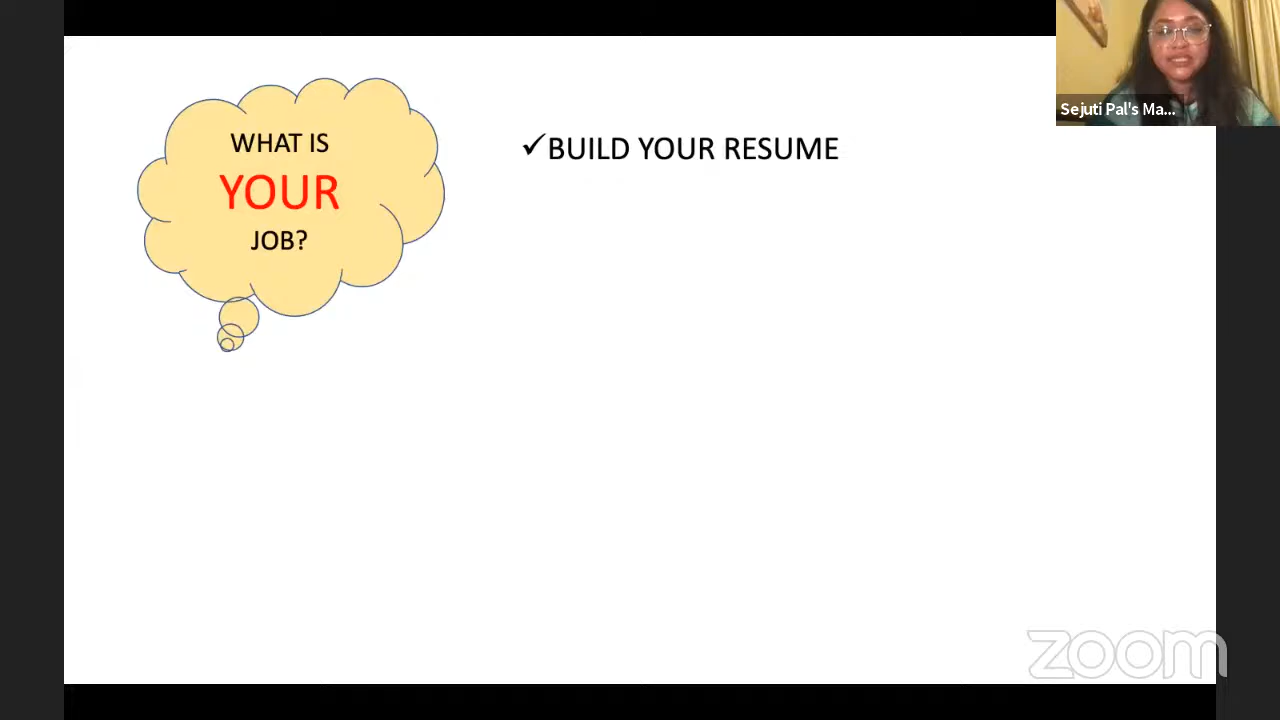 WHAT IS
YOUR
JOB?
✓BUILD YOUR RESUME
Sejuti Pal's Ma...
zoom